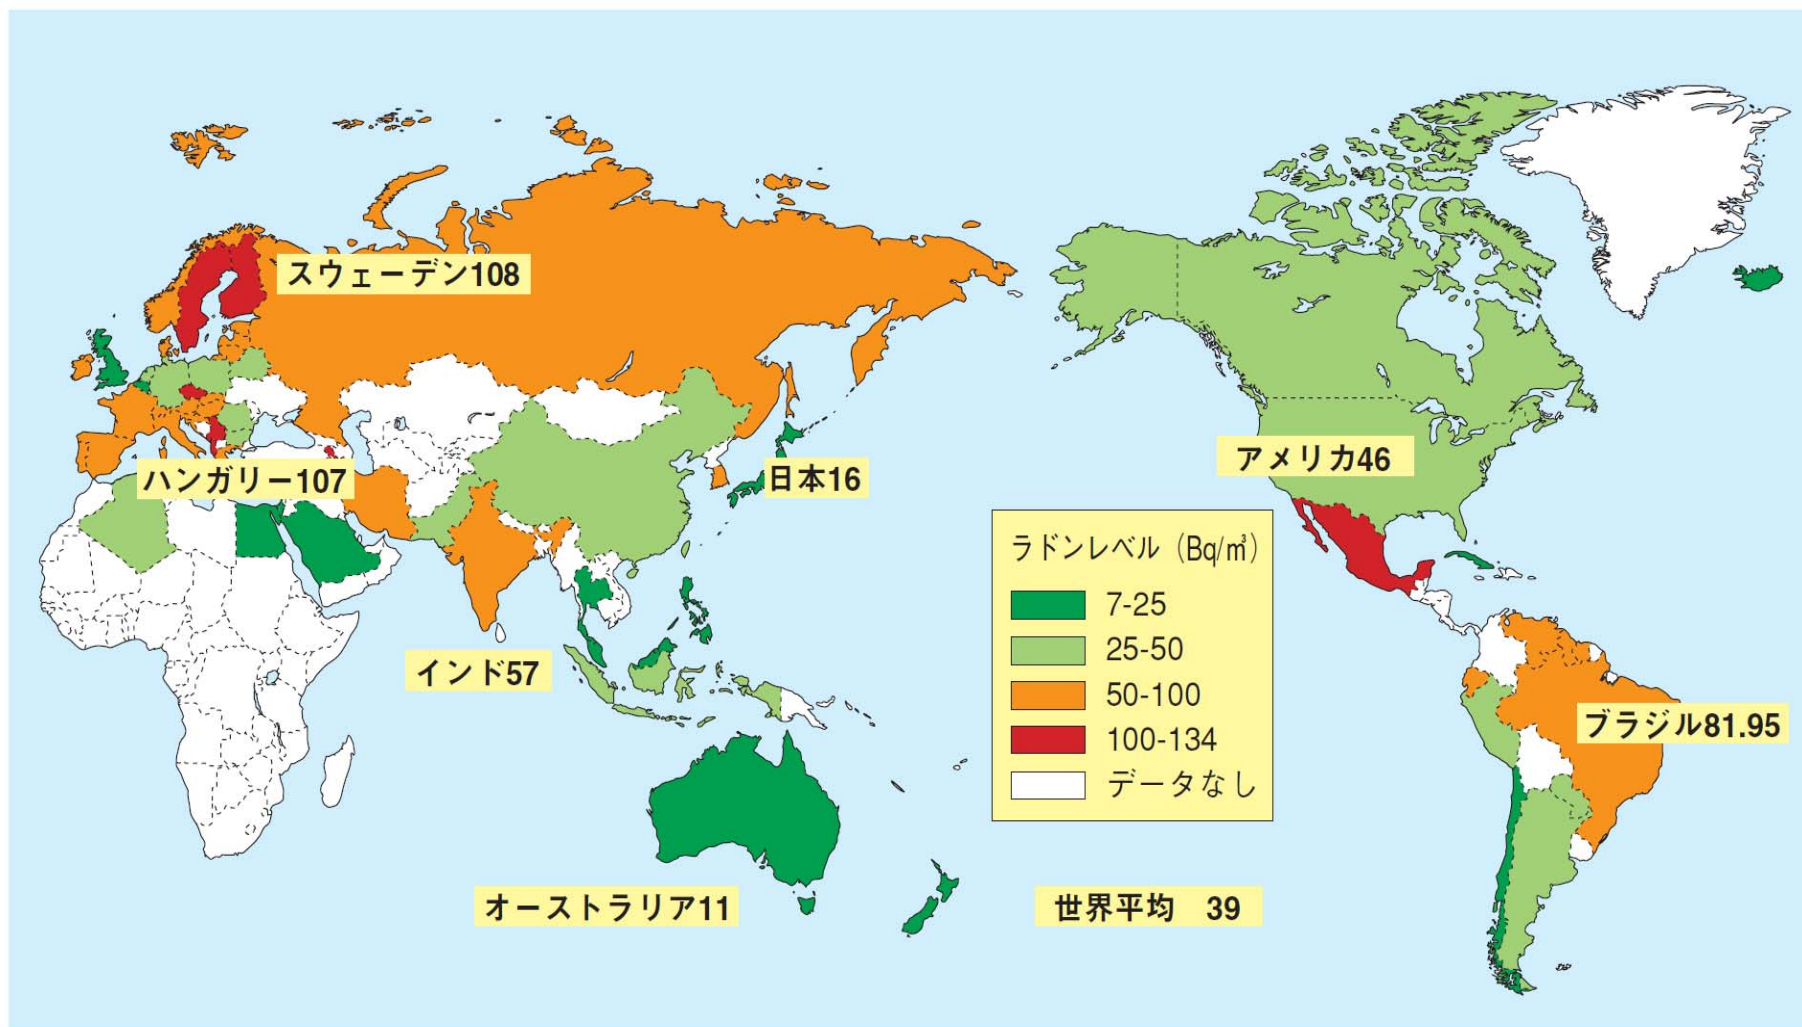 スウェーデン108
ハンガリー107
日本16
アメリカ46
インド57
ラドンレベル（Bq/㎥）
7-25
25-50
50-100
100-134
データなし
ブラジル81.95
オーストラリア11
世界平均　39